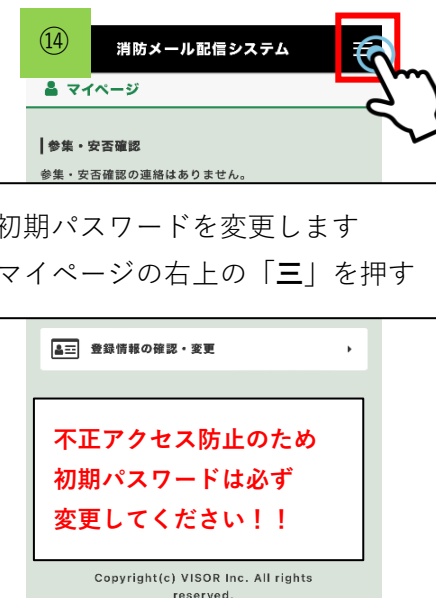 ⑭
消防メール配信システム
マイページ
参集・安否確認
参集・安否確認の連絡はありません。
初期パスワードを変更します
マイページの右上の「三」を押す
登録情報の確認・変更
不正アクセス防止のため
初期パスワードは必ず
変更してください！！
Copyright(c) VISOR Inc. All rights
reserved.